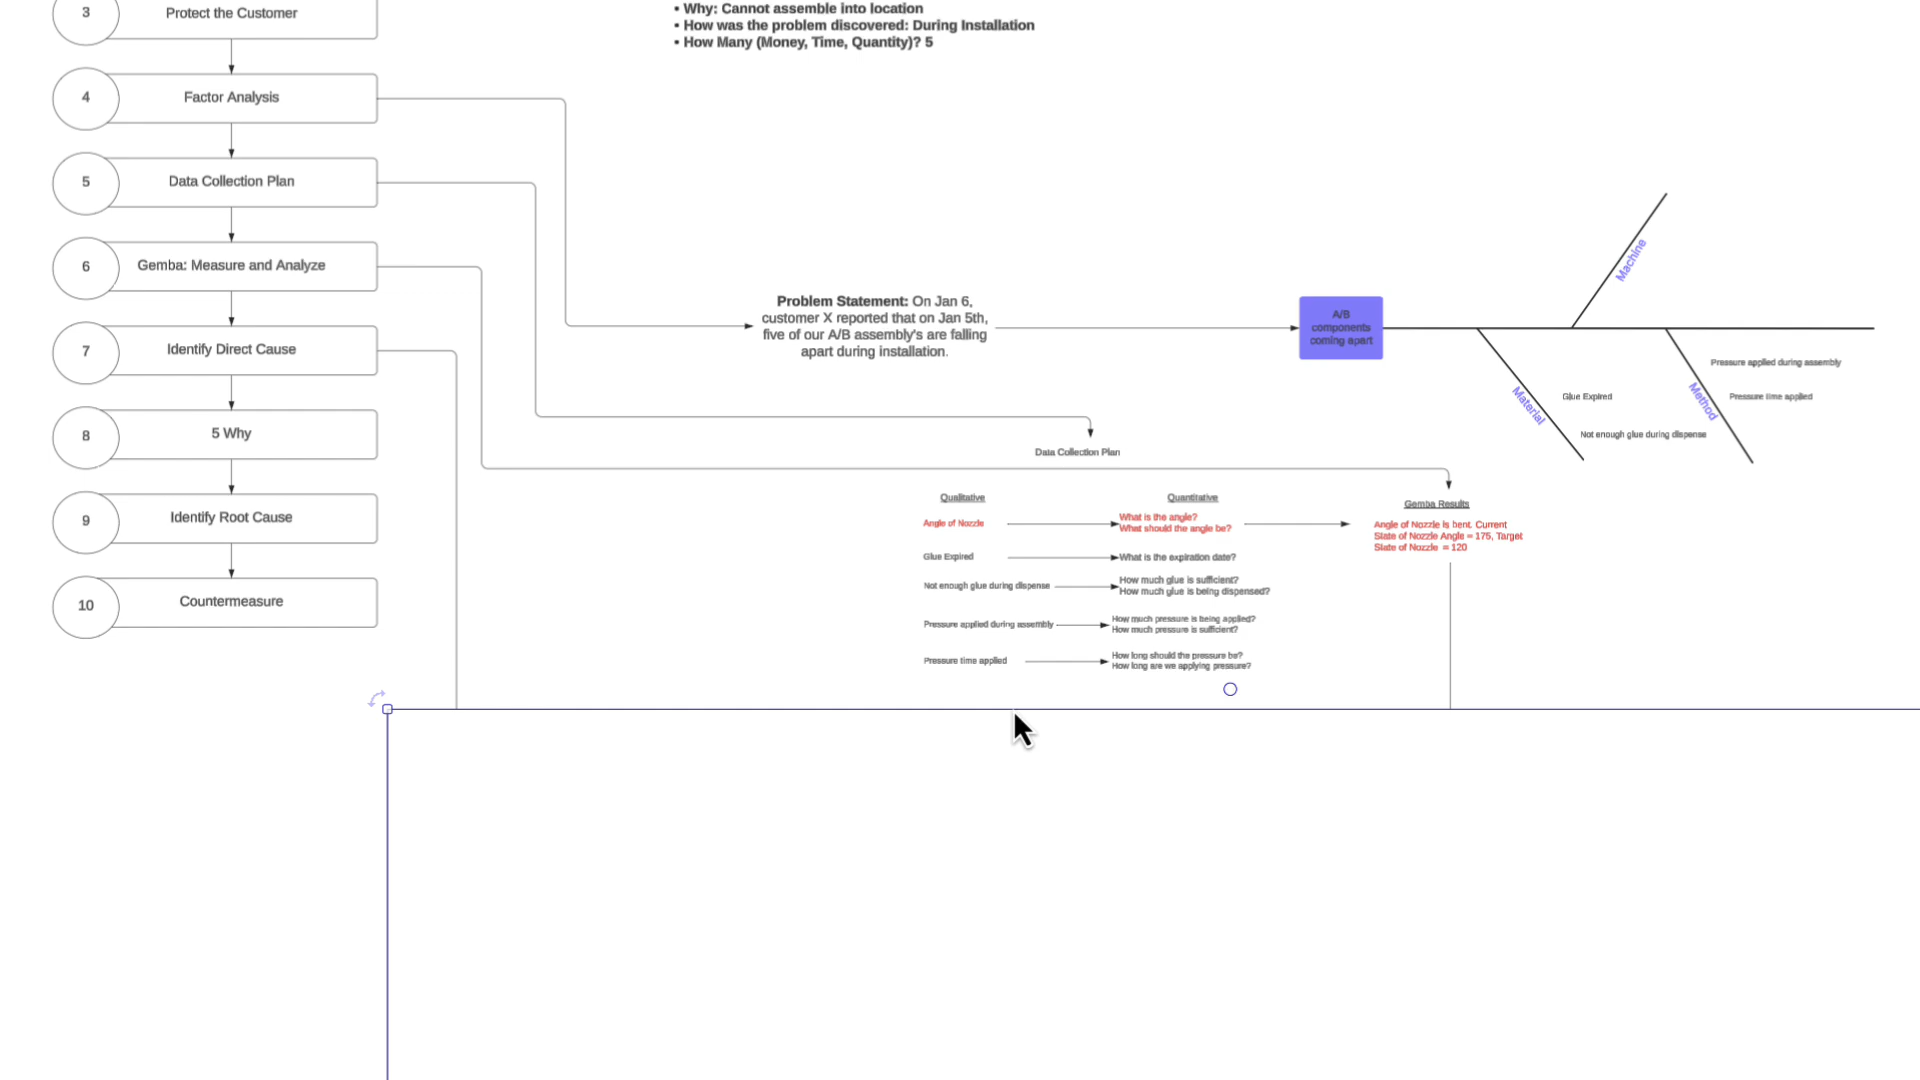 3
Protect the Customer
4
Factor Analysis
5
Data Collection Plan
6
Gemba: Measure and Analyze
7
Identify Direct Cause
8
5 Why
9
Identify Root Cause
10
Countermeasure
• Why: Cannot assemble into location
• How was the problem discovered: During Installation
• How Many (Money, Time, Quantity)? 5
Problem Statement: On Jan 6,
customer X reported that on Jan 5th,
five of our A/B assembly's are falling
apart during installation.
A/B
components
coming apart
Machine
Material
Glue Expired
Not enough glue during dispense
Method
Pressure applied during assembly
Pressure time applied
Data Collection Plan
Qualitative
Quantitative
Angle of Nozzle
What is the angle?
What should the angle be?
Glue Expired
What is the expiration date?
Not enough glue during dispense
How much glue is sufficient?
How much glue is being dispensed?
Pressure applied during assembly
How much pressure is being applied?
How much pressure is sufficient?
Pressure time applied
How long should the pressure be?
How long are we applying pressure?
Gemba Results
Angle of Nozzle is bent. Current
State of Nozzle Angle = 175, Target
State of Nozzle = 120